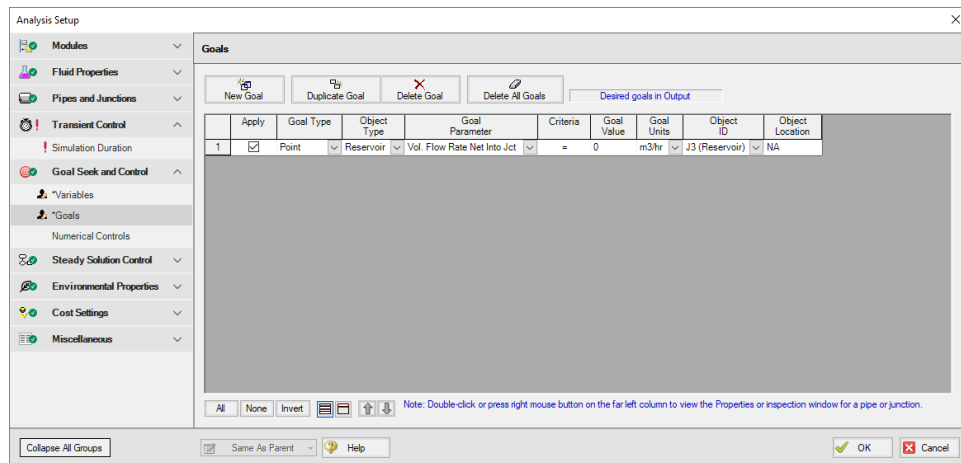 Analysis Setup
Modules
Fluid Properties
Pipes and Junctions
Transient Control
Simulation Duration
Goal Seek and Control
*Variables
*Goals
Numerical Controls
Steady Solution Control
Environmental Properties
Cost Settings
Miscellaneous
Collapse All Groups
Goals
New Goal Duplicate Goal Delete Goal Delete All Goals Desired goals in Output
Apply Goal Type Object Type Goal Parameter Criteria Goal Value Goal Units Object ID Object Location
1 Point Reservoir Vol. Flow Rate Net Into Jct = 0 m3/hr J3 (Reservoir) NA
All None Invert Note: Double-click or press right mouse button on the far left column to view the Properties or inspection window for a pipe or junction.
Same As Parent Help OK Cancel